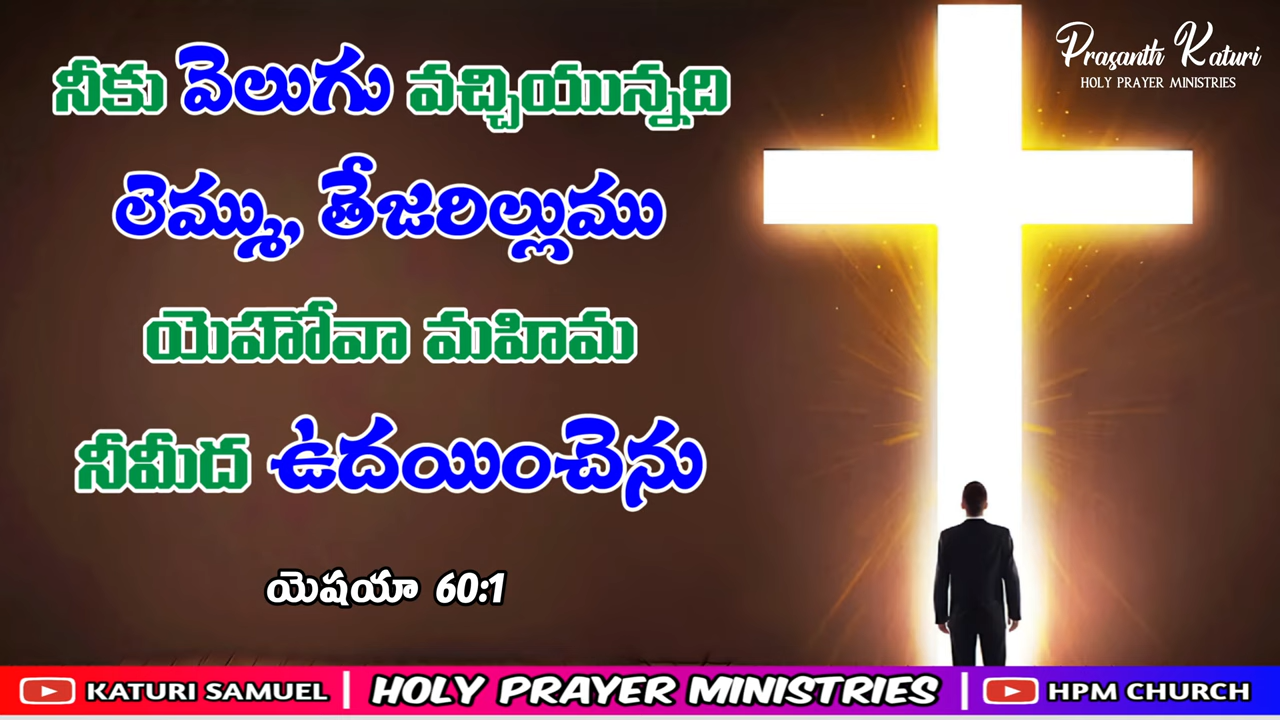 నీకు వెలుగు వచ్చియున్నది
లెమ్ము, తేజరిల్లుము
యెహోవా మహిమ
నీమీద ఉదయించెను
యెషయా 60:1
Prasanth Katuri
HOLY PRAYER MINISTRIES
KATURI SAMUEL | HOLY PRAYER MINISTRIES | HPM CHURCH